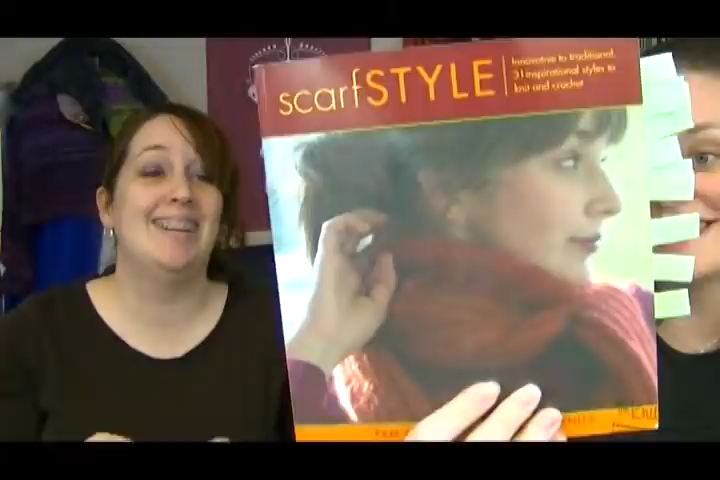 scarfSTYLE
Innovative to traditional,
31 inspirational styles to
knit and crochet